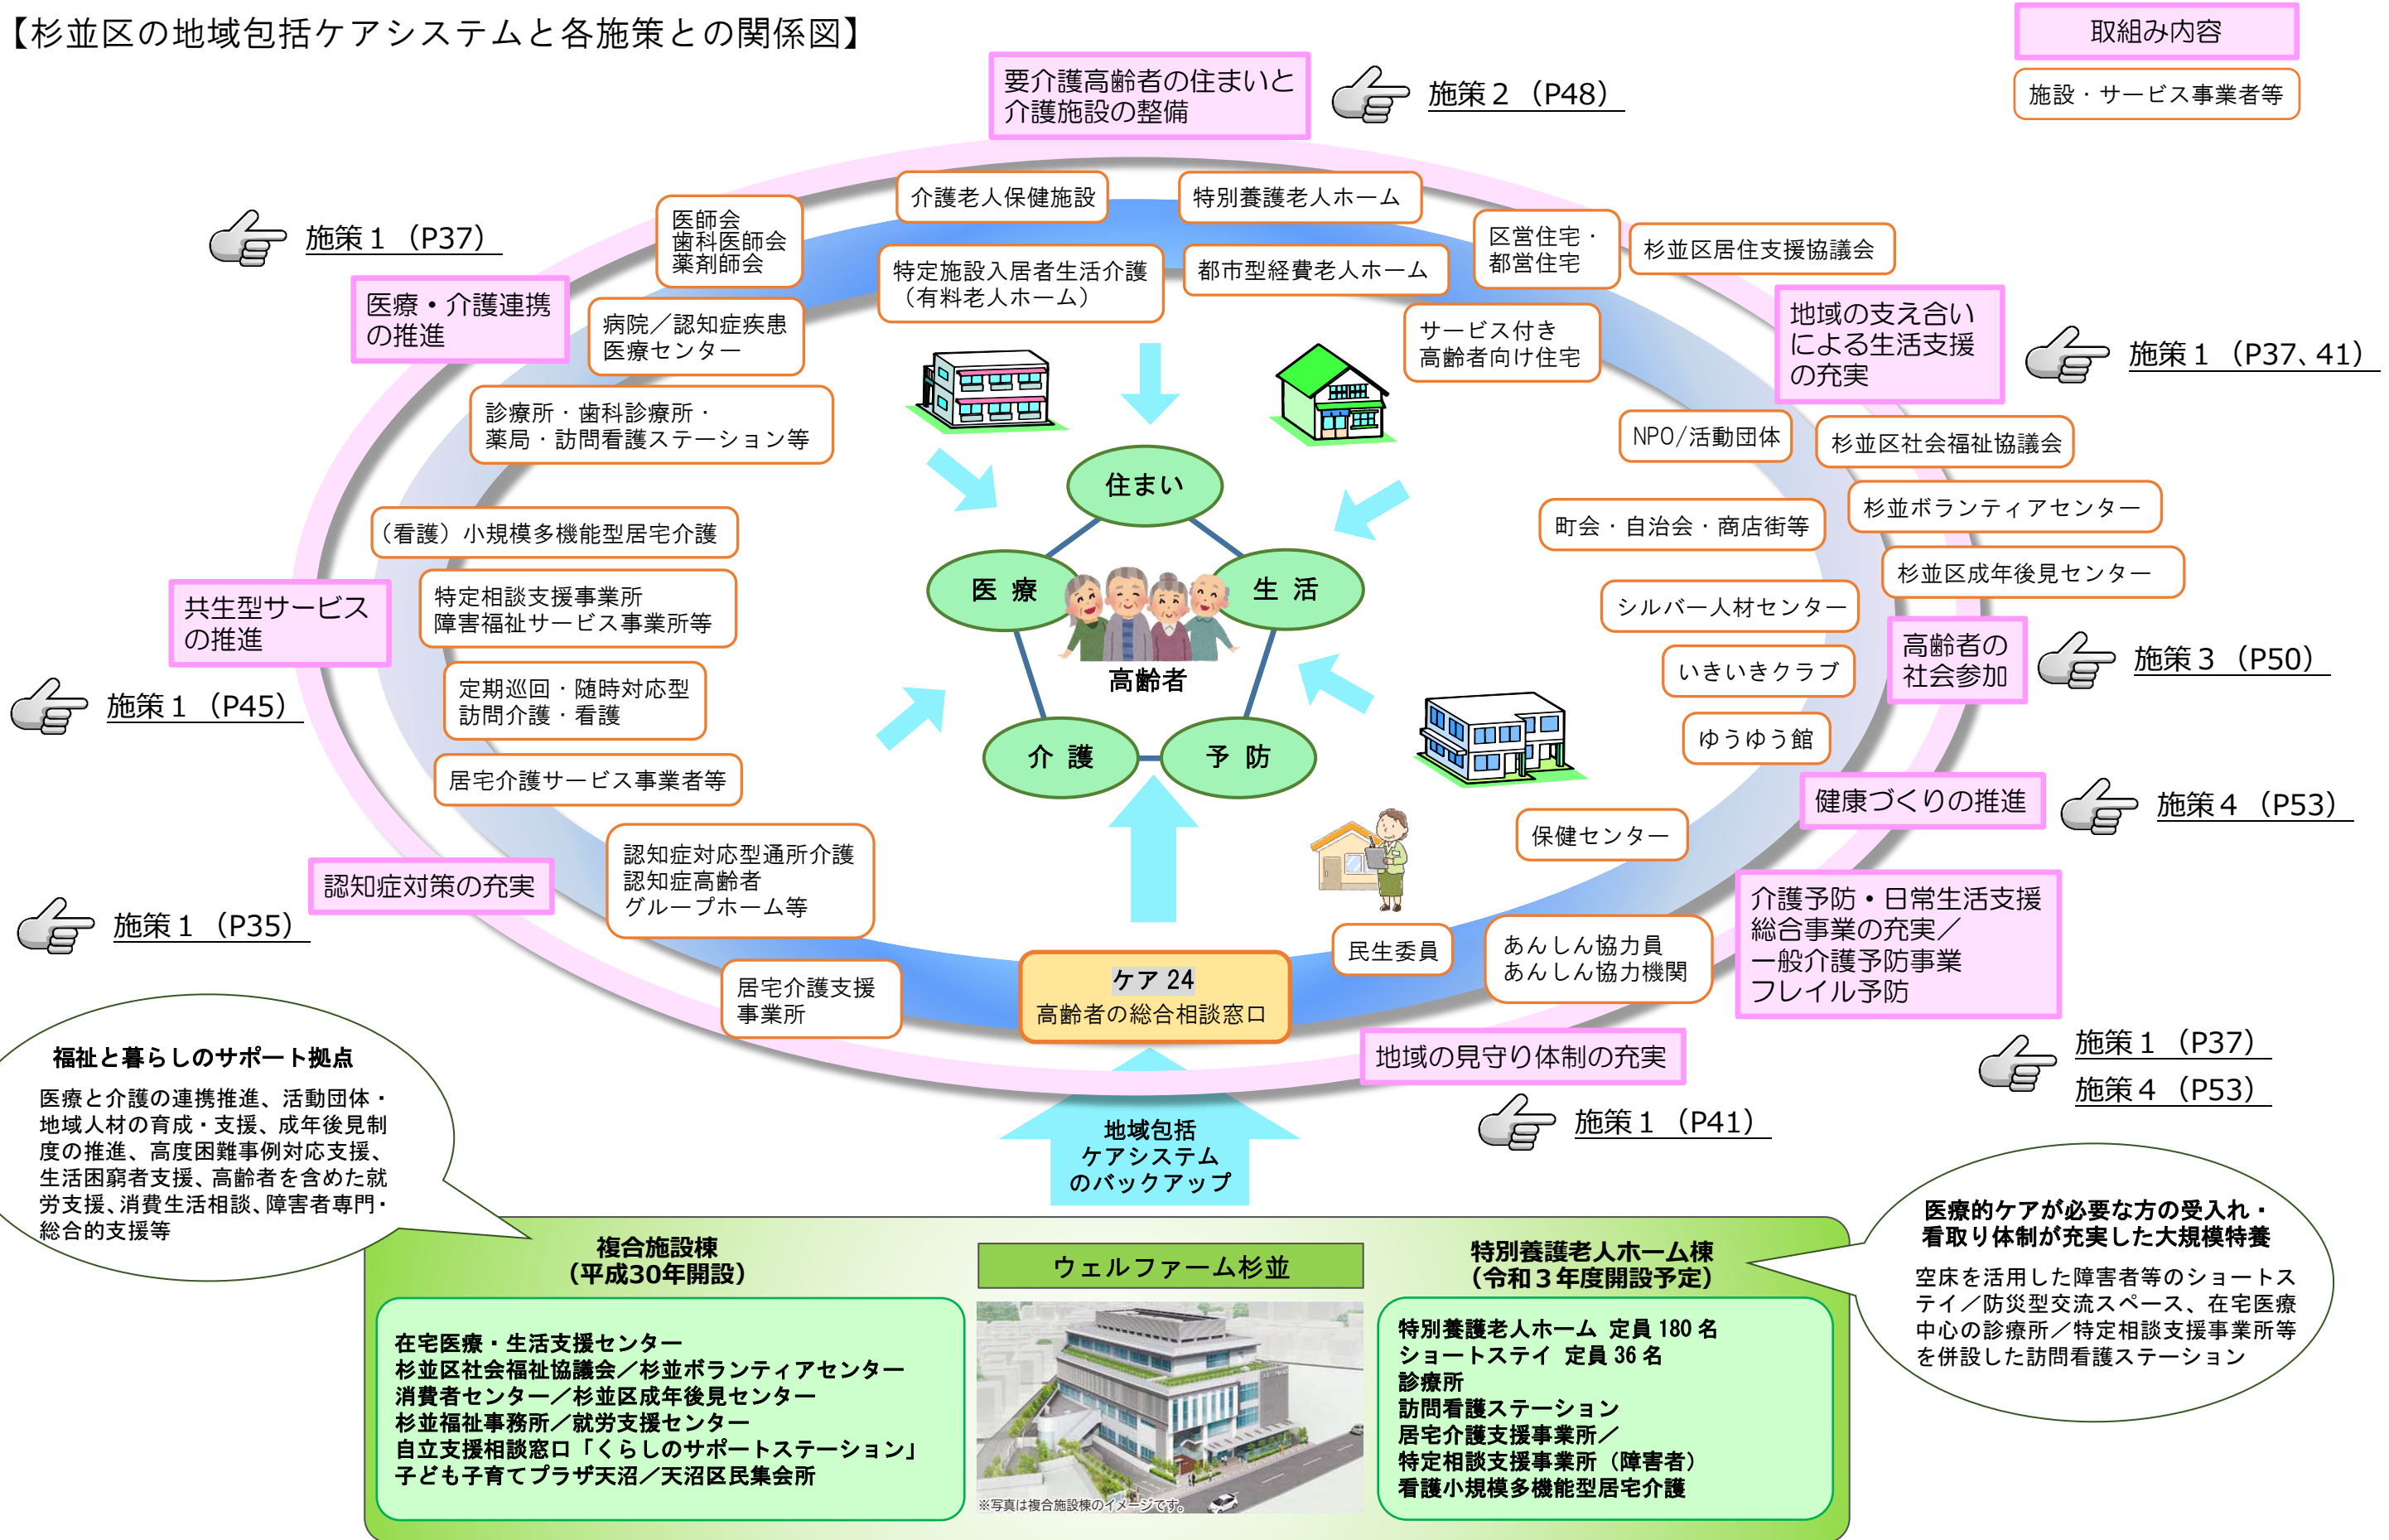 【杉並区の地域包括ケアシステムと各施策との関係図】
取組み内容
施設・サービス事業者等
要介護高齢者の住まいと
介護施設の整備
施策２（P48）
施策１（P37）
医療・介護連携
の推進
医師会
歯科医師会
薬剤師会
介護老人保健施設
特別養護老人ホーム
特定施設入居者生活介護
（有料老人ホーム）
都市型経費老人ホーム
区営住宅・
都営住宅
杉並区居住支援協議会
サービス付き
高齢者向け住宅
病院／認知症疾患
医療センター
診療所・歯科診療所・
薬局・訪問看護ステーション等
地域の支え合い
による生活支援
の充実
施策１（P37、41）
NPO/活動団体
杉並区社会福祉協議会
杉並ボランティアセンター
町会・自治会・商店街等
杉並区成年後見センター
シルバー人材センター
いきいきクラブ
ゆうゆう館
高齢者の
社会参加
施策３（P50）
（看護）小規模多機能型居宅介護
特定相談支援事業所
障害福祉サービス事業所等
定期巡回・随時対応型
訪問介護・看護
居宅介護サービス事業者等
共生型サービス
の推進
施策１（P45）
住まい
医 療
生 活
高齢者
介 護
予 防
健康づくりの推進
施策４（P53）
保健センター
認知症対策の充実
施策１（P35）
認知症対応型通所介護
認知症高齢者
グループホーム等
居宅介護支援
事業所
ケア 24
高齢者の総合相談窓口
民生委員
あんしん協力員
あんしん協力機関
介護予防・日常生活支援
総合事業の充実／
一般介護予防事業
フレイル予防
施策１（P37）
施策４（P53）
地域の見守り体制の充実
施策１（P41）
地域包括
ケアシステム
のバックアップ
福祉と暮らしのサポート拠点
医療と介護の連携推進、活動団体・
地域人材の育成・支援、成年後見制
度の推進、高度困難事例対応支援、
生活困窮者支援、高齢者を含めた就
労支援、消費生活相談、障害者専門・
総合的支援等
複合施設棟
（平成30年開設）
在宅医療・生活支援センター
杉並区社会福祉協議会／杉並ボランティアセンター
消費者センター／杉並区成年後見センター
杉並福祉事務所／就労支援センター
自立支援相談窓口「くらしのサポートステーション」
子ども子育てプラザ天沼／天沼区民集会所
ウェルファーム杉並
※写真は複合施設棟のイメージです。
特別養護老人ホーム棟
（令和３年度開設予定）
特別養護老人ホーム 定員 180 名
ショートステイ 定員 36 名
診療所
訪問看護ステーション
居宅介護支援事業所／
特定相談支援事業所（障害者）
看護小規模多機能型居宅介護
医療的ケアが必要な方の受入れ・
看取り体制が充実した大規模特養
空床を活用した障害者等のショートス
テイ／防災型交流スペース、在宅医療
中心の診療所／特定相談支援事業所等
を併設した訪問看護ステーション